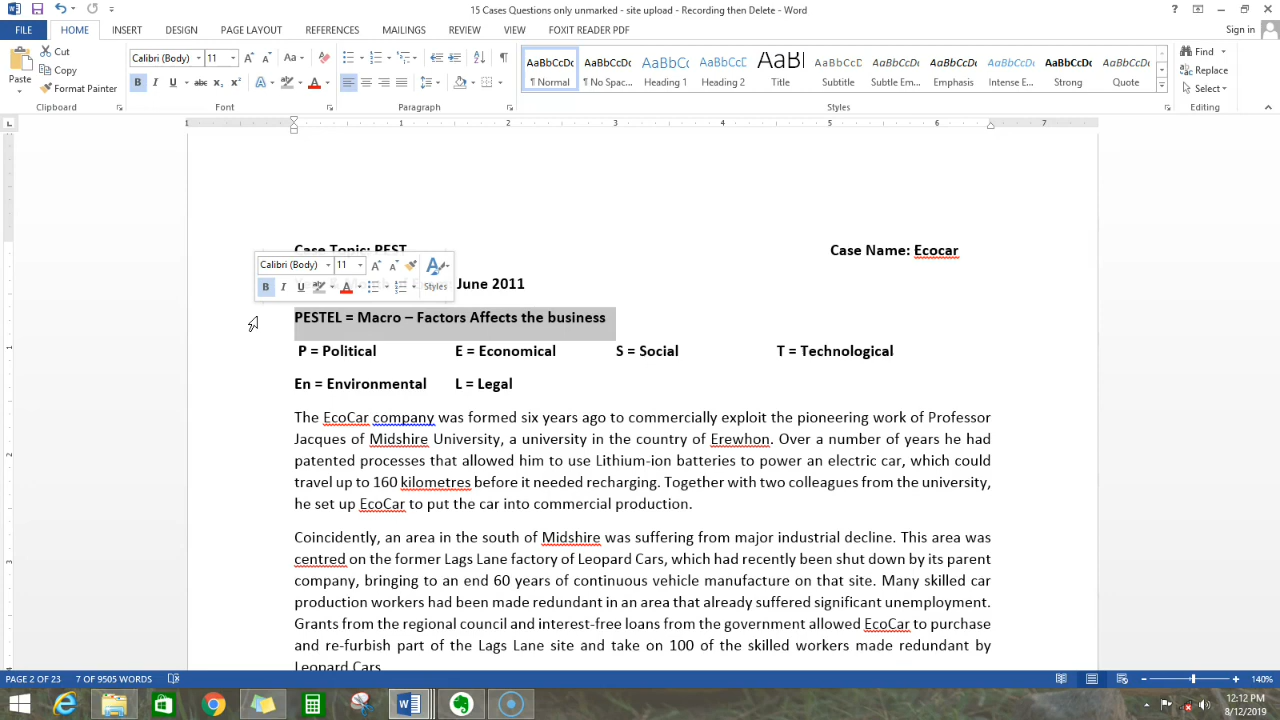 15 Cases Questions only unmarked - site upload - Recording then Delete - Word
FILE HOME INSERT DESIGN PAGE LAYOUT REFERENCES MAILINGS REVIEW VIEW FOXIT READER PDF Sign in
Paste Cut Copy Format Painter
Calibri (Body) 11
Clipboard Font Paragraph Styles Editing
AaBbCcDc AaBbCcDc AaBbCc AaBbCcDc AaBl AaBbCcDc AaBbCcDc AaBbCcDc AaBbCcDc AaBbCcDc AaBbCcDc
¶ Normal ¶ No Spac... Heading 1 Heading 2 Title Subtitle Subtle Em... Emphasis Intense E... Strong Quote
Find
Replace
Select
1 1 2 3 4 5 6 7
Case Topic: PEST Case Name: Ecocar
Calibri (Body) 11
Styles
June 2011
PESTEL = Macro – Factors Affects the business
P = Political E = Economical S = Social T = Technological
En = Environmental L = Legal
The EcoCar company was formed six years ago to commercially exploit the pioneering work of Professor
Jacques of Midshire University, a university in the country of Erewhon. Over a number of years he had
patented processes that allowed him to use Lithium-ion batteries to power an electric car, which could
travel up to 160 kilometres before it needed recharging. Together with two colleagues from the university,
he set up EcoCar to put the car into commercial production.
Coincidently, an area in the south of Midshire was suffering from major industrial decline. This area was
centred on the former Lags Lane factory of Leopard Cars, which had recently been shut down by its parent
company, bringing to an end 60 years of continuous vehicle manufacture on that site. Many skilled car
production workers had been made redundant in an area that already suffered significant unemployment.
Grants from the regional council and interest-free loans from the government allowed EcoCar to purchase
and re-furbish part of the Lags Lane site and take on 100 of the skilled workers made redundant by
Leopard Cars.
PAGE 2 OF 23 7 OF 9505 WORDS 140%
12:12 PM
8/12/2019